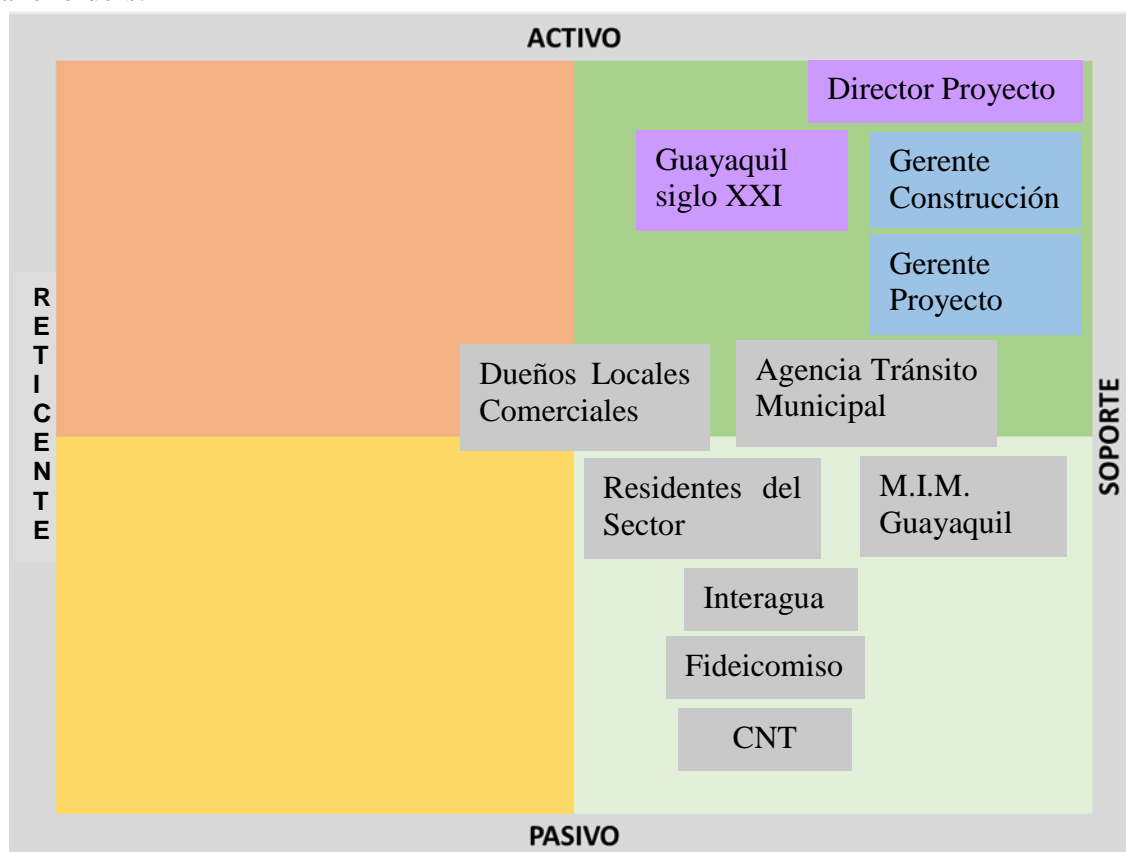 ACTIVO
Director Proyecto
Guayaquil
siglo XXI
Gerente
Construcción
Gerente
Proyecto
RETICENTE
Dueños Locales
Comerciales
Agencia Tránsito
Municipal
SOPORTE
Residentes del
Sector
M.I.M.
Guayaquil
Interagua
Fideicomiso
CNT
PASIVO